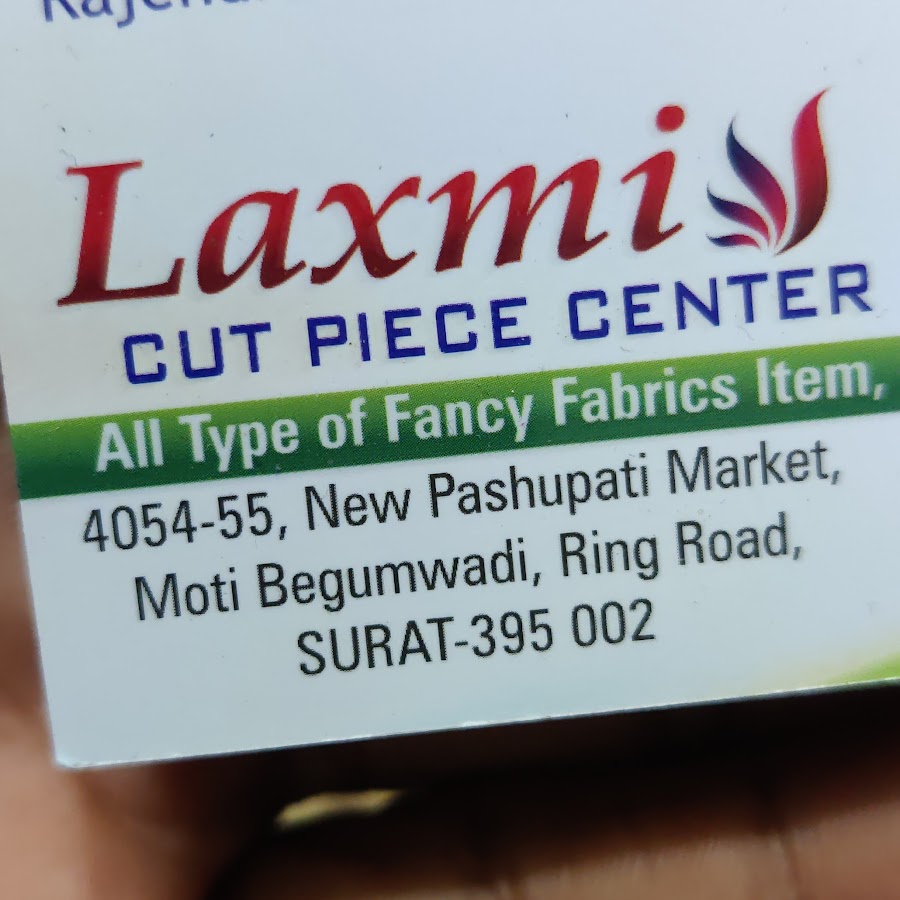 Laxmi
CUT PIECE CENTER
All Type of Fancy Fabrics Item,
4054-55, New Pashupati Market,
Moti Begumwadi, Ring Road,
SURAT-395 002